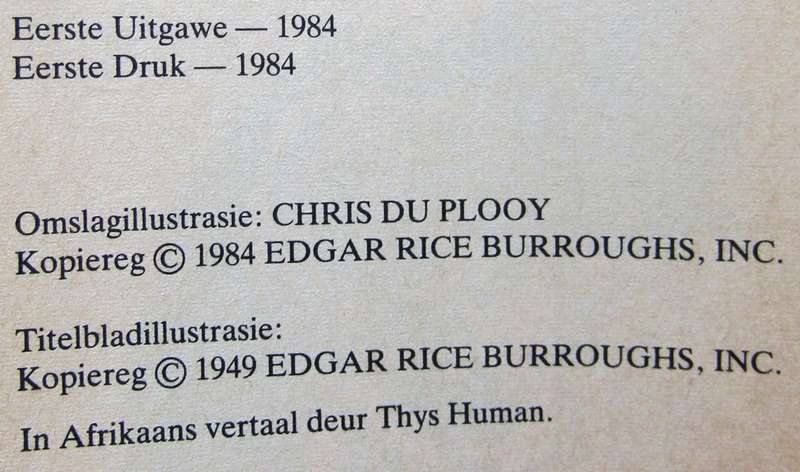 Eerste Uitgawe — 1984
Eerste Druk — 1984
Omslagillustrasie: CHRIS DU PLOOY
Kopiereg © 1984 EDGAR RICE BURROUGHS, INC.
Titelbladillustrasie:
Kopiereg © 1949 EDGAR RICE BURROUGHS, INC.
In Afrikaans vertaal deur Thys Human.